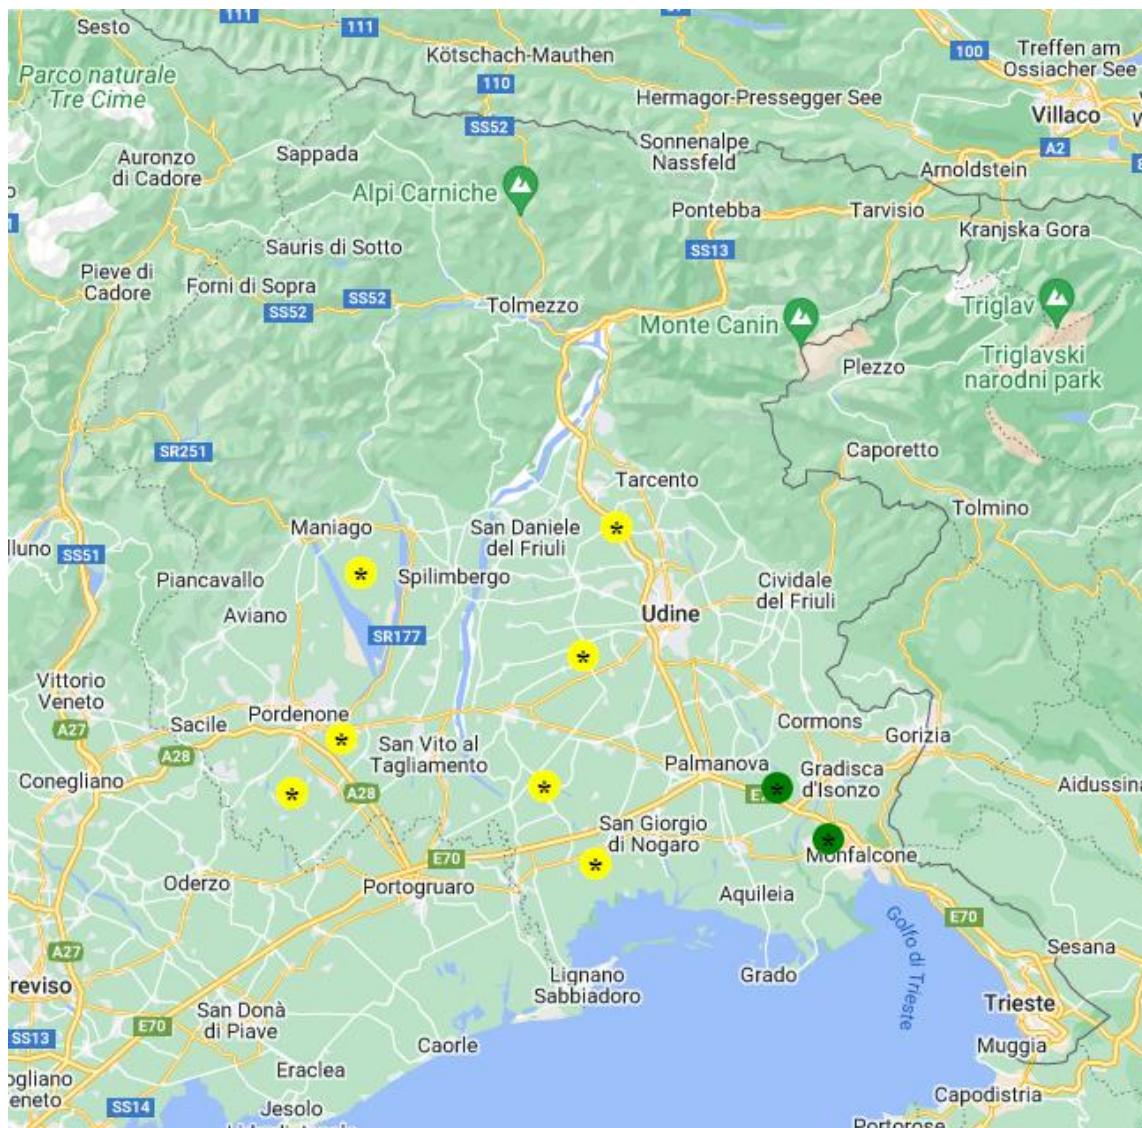 111
Sesto
111
Kötschach-Mauthen
100
Treffen am
Ossiacher See
Parco naturale
Tre Cime
110
Hermagor-Pressegger See
Villaco
SS52
Sonnenalpe
Nassfeld
A2
Auronzo
di Cadore
Sappada
Arnoldstein
Alpi Carniche
Pontebba
Tarvisio
Kranjska Gora
Sauris di Sotto
SS13
Pieve di
Cadore
Forni di Sopra
SS52
SS52
Tolmezzo
Monte Canin
Triglav
Plezzo
Triglavski
narodni park
SR251
Caporetto
Tarcento
Tolmino
Maniago
San Daniele
del Friuli
*
lluno
SS51
Piancavallo
*
Spilimbergo
Cividale
del Friuli
Aviano
Udine
SR177
*
Vittorio
Veneto
A27
Sacile
Pordenone
*
Cormons
Gorizia
A28
San Vito al
Tagliamento
Palmanova
Gradisca
d'Isonzo
Conegliano
*
A28
*
E7
*
Aidussina
San Giorgio
di Nogaro
*
E70
*
Monfalcone
Oderzo
Portogruaro
Aquileia
Golfo di Trieste
E70
A27
Sesana
reviso
Lignano
Sabbiadoro
Grado
Trieste
San Donà
di Piave
E70
SS13
Caorle
Muggia
Eraclea
ogliano
eneto
SS14
Jesolo
Capodistria
Portorose